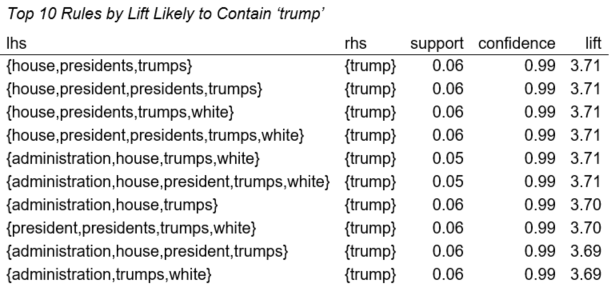 Top 10 Rules by Lift Likely to Contain ‘trump’
lhs rhs support confidence lift
{house,presidents,trumps} {trump} 0.06 0.99 3.71
{house,president,presidents,trumps} {trump} 0.06 0.99 3.71
{house,presidents,trumps,white} {trump} 0.06 0.99 3.71
{house,president,presidents,trumps,white} {trump} 0.06 0.99 3.71
{administration,house,trumps,white} {trump} 0.05 0.99 3.71
{administration,house,president,trumps,white} {trump} 0.05 0.99 3.71
{administration,house,trumps} {trump} 0.06 0.99 3.70
{president,presidents,trumps,white} {trump} 0.06 0.99 3.70
{administration,house,president,trumps} {trump} 0.06 0.99 3.69
{administration,trumps,white} {trump} 0.06 0.99 3.69